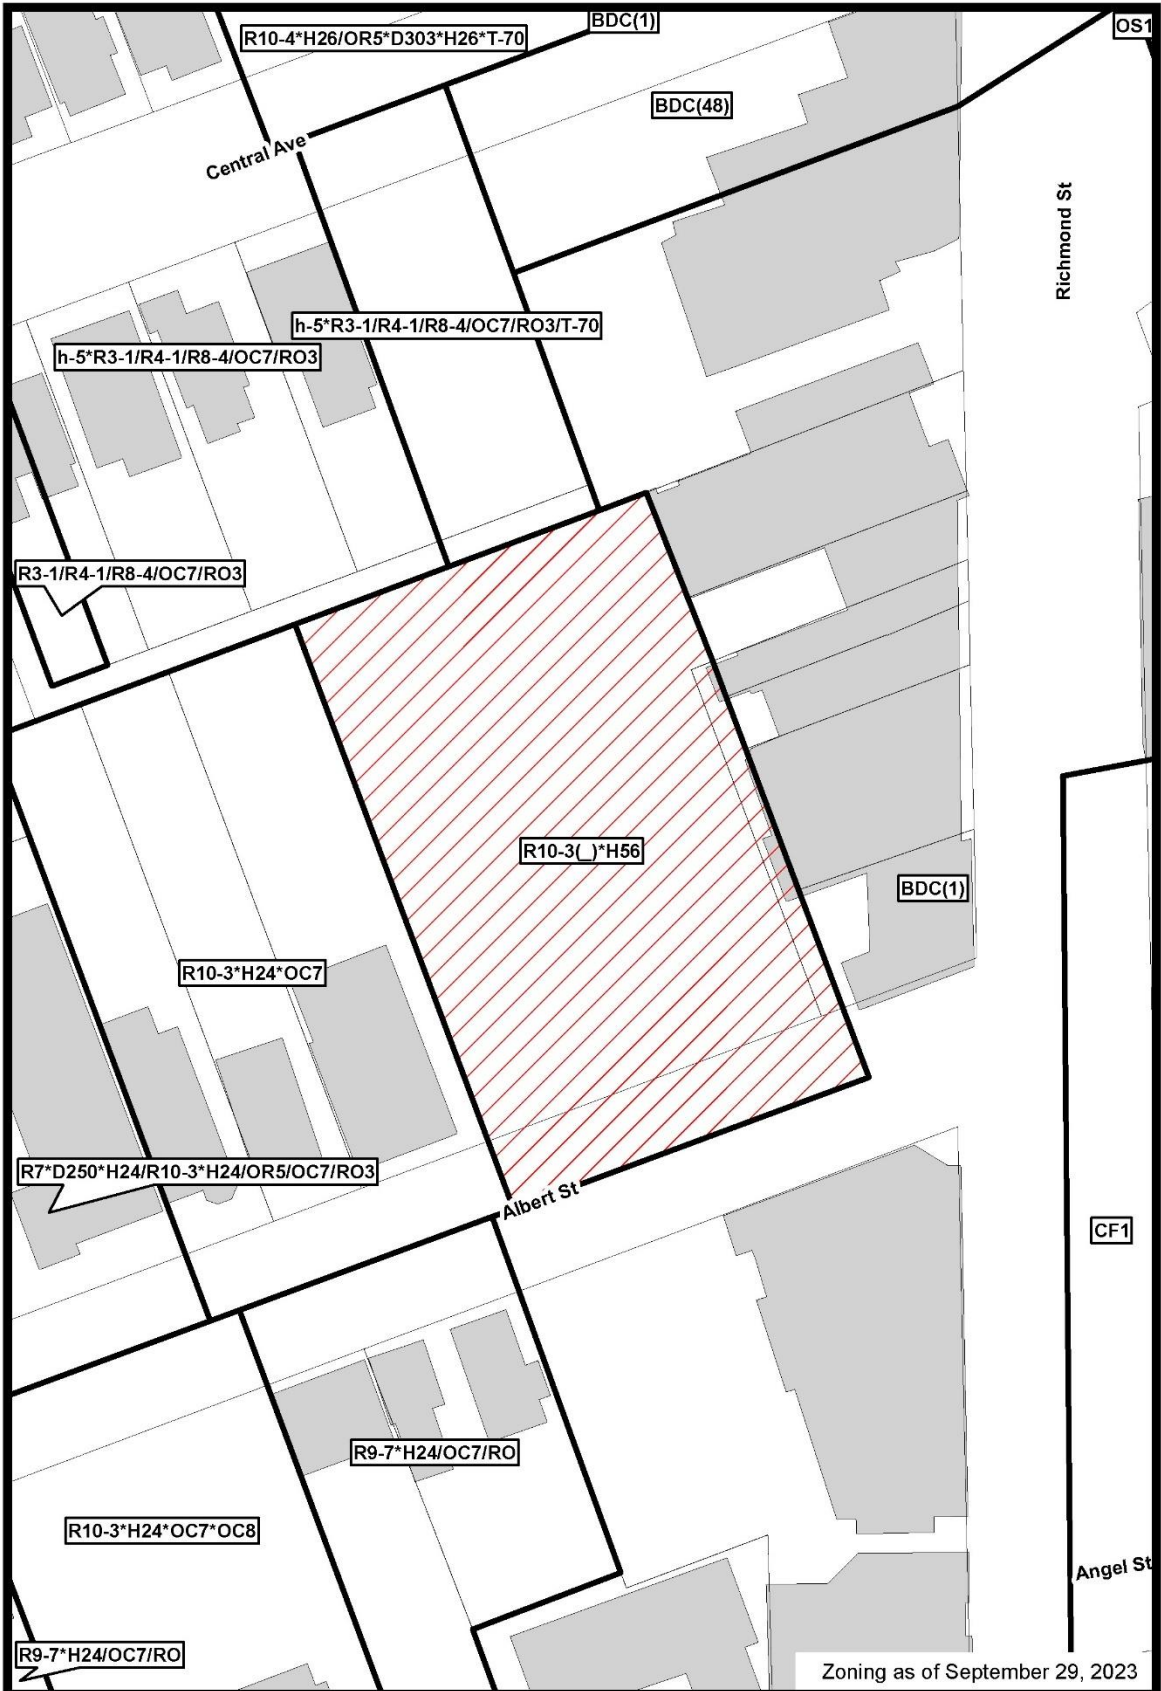 BDC(1)
OS1
R10-4*H26/OR5*D303*H26*T-70
BDC(48)
Central Ave
Richmond St
h-5*R3-1/R4-1/R8-4/OC7/RO3/T-70
h-5*R3-1/R4-1/R8-4/OC7/RO3
R3-1/R4-1/R8-4/OC7/RO3
R10-3(_)*H56
BDC(1)
R10-3*H24*OC7
R7*D250*H24/R10-3*H24/OR5/OC7/RO3
Albert St
CF1
R9-7*H24/OC7/RO
R10-3*H24*OC7*OC8
Angel St
R9-7*H24/OC7/RO
Zoning as of September 29, 2023